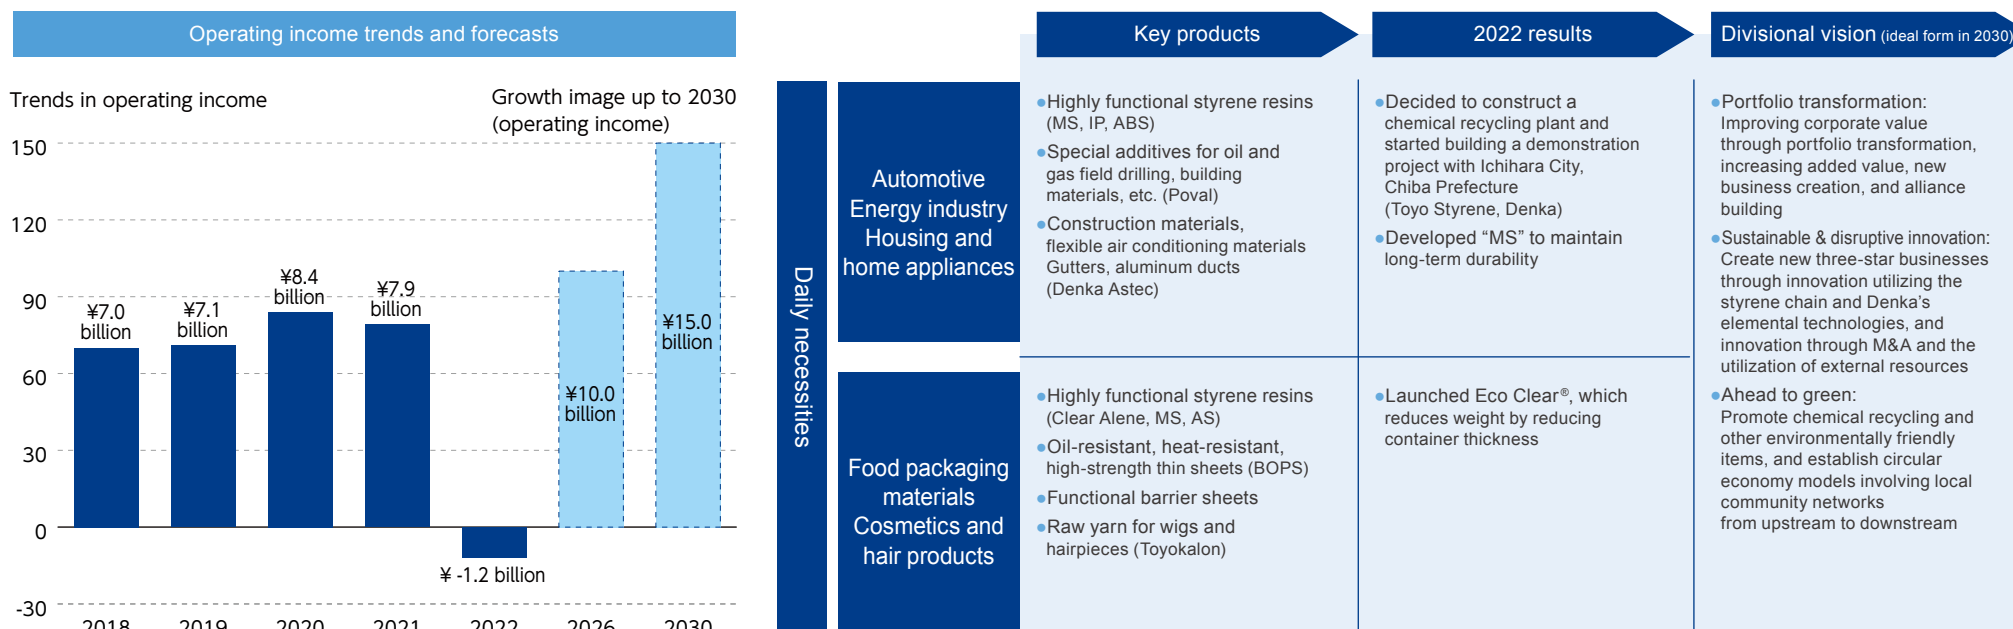 Operating income trends and forecasts
Trends in operating income
Growth image up to 2030
(operating income)
150
120
90
60
30
0
-30
¥7.0
billion
¥7.1
billion
¥8.4
billion
¥7.9
billion
¥ -1.2 billion
¥10.0
billion
¥15.0
billion
2018
2019
2020
2021
2022
2026
2030
Key products
2022 results
Divisional vision (ideal form in 2030)
Daily necessities
Automotive
Energy industry
Housing and
home appliances
●Highly functional styrene resins
(MS, IP, ABS)
●Special additives for oil and
gas field drilling, building
materials, etc. (Poval)
●Construction materials,
flexible air conditioning materials
Gutters, aluminum ducts
(Denka Astec)
●Decided to construct a
chemical recycling plant and
started building a demonstration
project with Ichihara City,
Chiba Prefecture
(Toyo Styrene, Denka)
●Developed “MS” to maintain
long-term durability
Food packaging
materials
Cosmetics and
hair products
●Highly functional styrene resins
(Clear Alene, MS, AS)
●Oil-resistant, heat-resistant,
high-strength thin sheets (BOPS)
●Functional barrier sheets
●Raw yarn for wigs and
hairpieces (Toyokalon)
●Launched Eco Clear®, which
reduces weight by reducing
container thickness
●Portfolio transformation:
Improving corporate value
through portfolio transformation,
increasing added value, new
business creation, and alliance
building
●Sustainable & disruptive innovation:
Create new three-star businesses
through innovation utilizing the
styrene chain and Denka’s
elemental technologies, and
innovation through M&A and the
utilization of external resources
●Ahead to green:
Promote chemical recycling and
other environmentally friendly
items, and establish circular
economy models involving local
community networks
from upstream to downstream